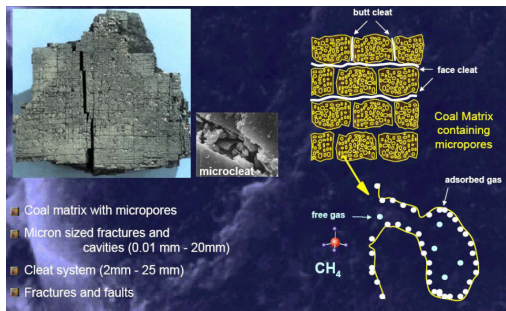 butt cleat
face cleat
Coal Matrix
containing
micropores
microcleat
adsorbed gas
free gas
CH4
Coal matrix with micropores
Micron sized fractures and
cavities (0.01 mm - 20mm)
Cleat system (2mm - 25 mm)
Fractures and faults